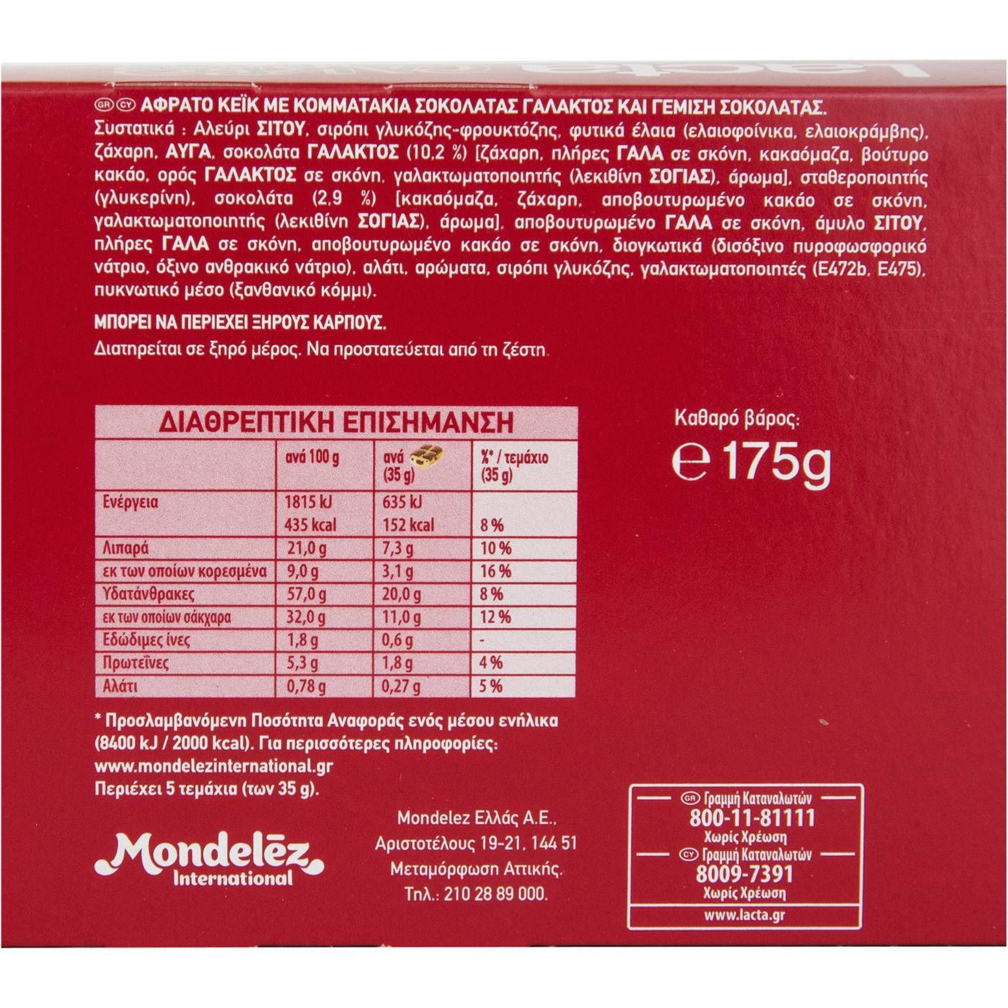 Lacta
GR CY ΑΦΡΑΤΟ ΚΕΪΚ ΜΕ ΚΟΜΜΑΤΑΚΙΑ ΣΟΚΟΛΑΤΑΣ ΓΑΛΑΚΤΟΣ ΚΑΙ ΓΕΜΙΣΗ ΣΟΚΟΛΑΤΑΣ.
Συστατικά : Αλεύρι ΣΙΤΟΥ, σιρόπι γλυκόζης-φρουκτόζης, φυτικά έλαια (ελαιοφοίνικα, ελαιοκράμβης),
ζάχαρη, ΑΥΓΑ, σοκολάτα ΓΑΛΑΚΤΟΣ (10,2 %) [ζάχαρη, πλήρες ΓΑΛΑ σε σκόνη, κακαόμαζα, βούτυρο
κακάο, ορός ΓΑΛΑΚΤΟΣ σε σκόνη, γαλακτωματοποιητής (λεκιθίνη ΣΟΓΙΑΣ), άρωμα], σταθεροποιητής
(γλυκερίνη), σοκολάτα (2,9 %) [κακαόμαζα, ζάχαρη, αποβουτυρωμένο κακάο σε σκόνη,
γαλακτωματοποιητής (λεκιθίνη ΣΟΓΙΑΣ), άρωμα], αποβουτυρωμένο ΓΑΛΑ σε σκόνη, άμυλο ΣΙΤΟΥ,
πλήρες ΓΑΛΑ σε σκόνη, αποβουτυρωμένο κακάο σε σκόνη, διογκωτικά (δισόξινο πυροφωσφορικό
νάτριο, όξινο ανθρακικό νάτριο), αλάτι, αρώματα, σιρόπι γλυκόζης, γαλακτωματοποιητές (E472b, E475),
πυκνωτικό μέσο (ξανθανικό κόμμι).
ΜΠΟΡΕΙ ΝΑ ΠΕΡΙΕΧΕΙ ΞΗΡΟΥΣ ΚΑΡΠΟΥΣ.
Διατηρείται σε ξηρό μέρος. Να προστατεύεται από τη ζέστη.
ΔΙΑΘΡΕΠΤΙΚΗ ΕΠΙΣΗΜΑΝΣΗ
ανά 100 g ανά (35 g) %* / τεμάχιο (35 g)
Ενέργεια 1815 kJ 635 kJ
435 kcal 152 kcal 8 %
Λιπαρά 21,0 g 7,3 g 10 %
εκ των οποίων κορεσμένα 9,0 g 3,1 g 16 %
Υδατάνθρακες 57,0 g 20,0 g 8 %
εκ των οποίων σάκχαρα 32,0 g 11,0 g 12 %
Εδώδιμες ίνες 1,8 g 0,6 g -
Πρωτεΐνες 5,3 g 1,8 g 4 %
Αλάτι 0,78 g 0,27 g 5 %
* Προσλαμβανόμενη Ποσότητα Αναφοράς ενός μέσου ενήλικα
(8400 kJ / 2000 kcal). Για περισσότερες πληροφορίες:
www.mondelezinternational.gr
Περιέχει 5 τεμάχια (των 35 g).
Καθαρό βάρος:
e 175g
Mondelēz
International
Mondelez Ελλάς Α.Ε.,
Αριστοτέλους 19-21, 144 51
Μεταμόρφωση Αττικής.
Τηλ.: 210 28 89 000.
GR Γραμμή Καταναλωτών
800-11-81111
Χωρίς Χρέωση
CY Γραμμή Καταναλωτών
8009-7391
Χωρίς Χρέωση
www.lacta.gr